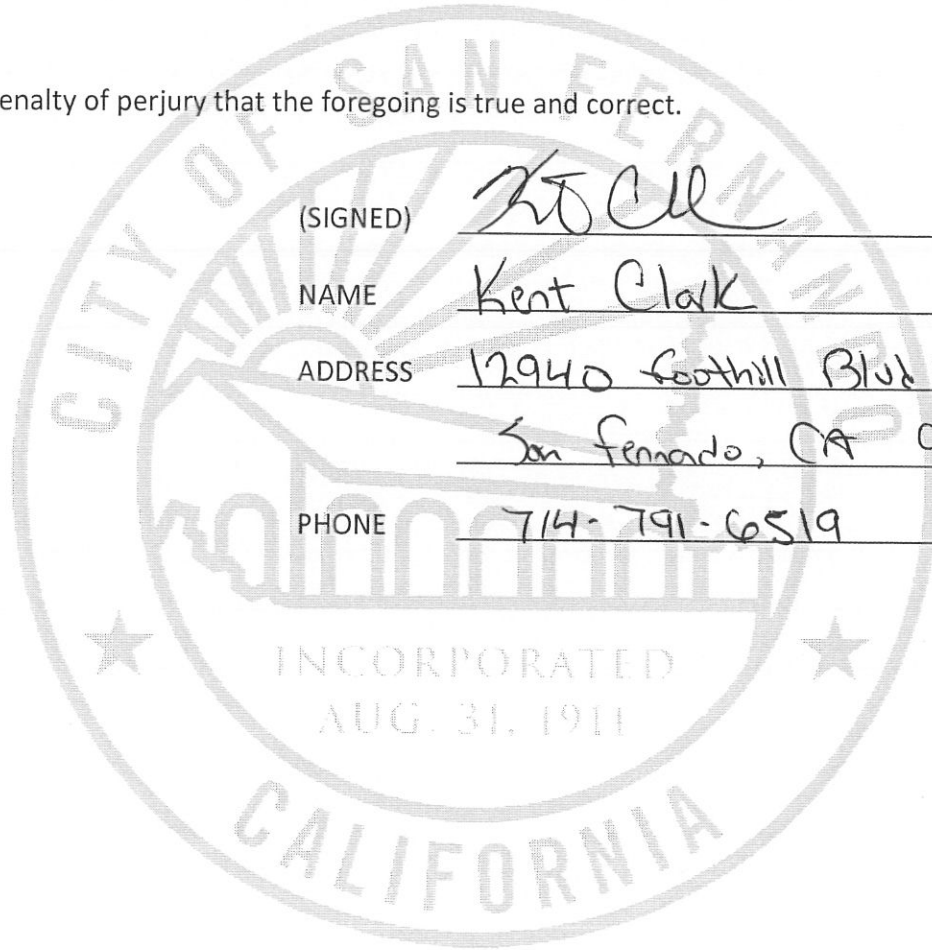 CITY OF SAN FERNANDO
enalty of perjury that the foregoing is true and correct.
(SIGNED)
NAME Kent Clark
ADDRESS 12940 foothill Blvd
San fernando, CA
PHONE 714-791-6519
INCORPORATED
AUG. 31, 1911
CALIFORNIA